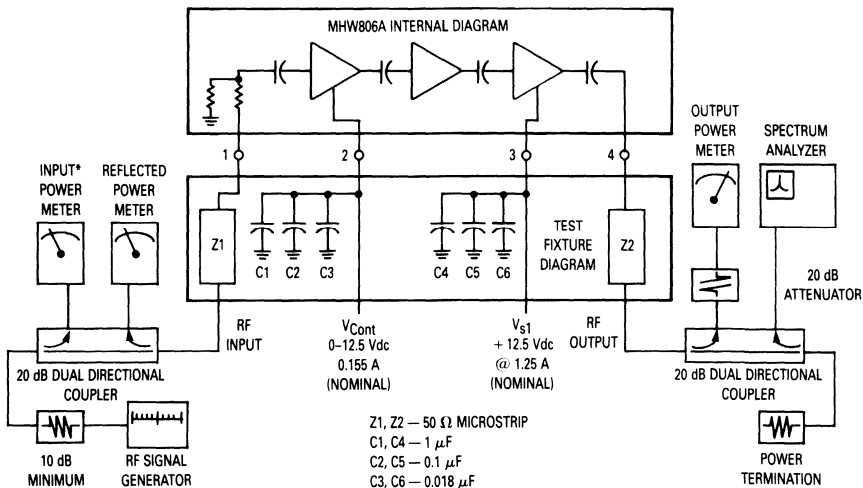 MHW806A INTERNAL DIAGRAM
1
2
3
4
INPUT*
POWER
METER
REFLECTED
POWER
METER
OUTPUT
POWER
METER
SPECTRUM
ANALYZER
Z1
C1
C2
C3
C4
C5
C6
TEST
FIXTURE
DIAGRAM
Z2
20 dB
ATTENUATOR
RF
INPUT
VCont
0–12.5 Vdc
0.155 A
(NOMINAL)
Vs1
+ 12.5 Vdc
@ 1.25 A
(NOMINAL)
RF
OUTPUT
20 dB DUAL DIRECTIONAL
COUPLER
20 dB DUAL DIRECTIONAL
COUPLER
10 dB
MINIMUM
RF SIGNAL
GENERATOR
Z1, Z2 — 50 Ω MICROSTRIP
C1, C4 — 1 μF
C2, C5 — 0.1 μF
C3, C6 — 0.018 μF
POWER
TERMINATION